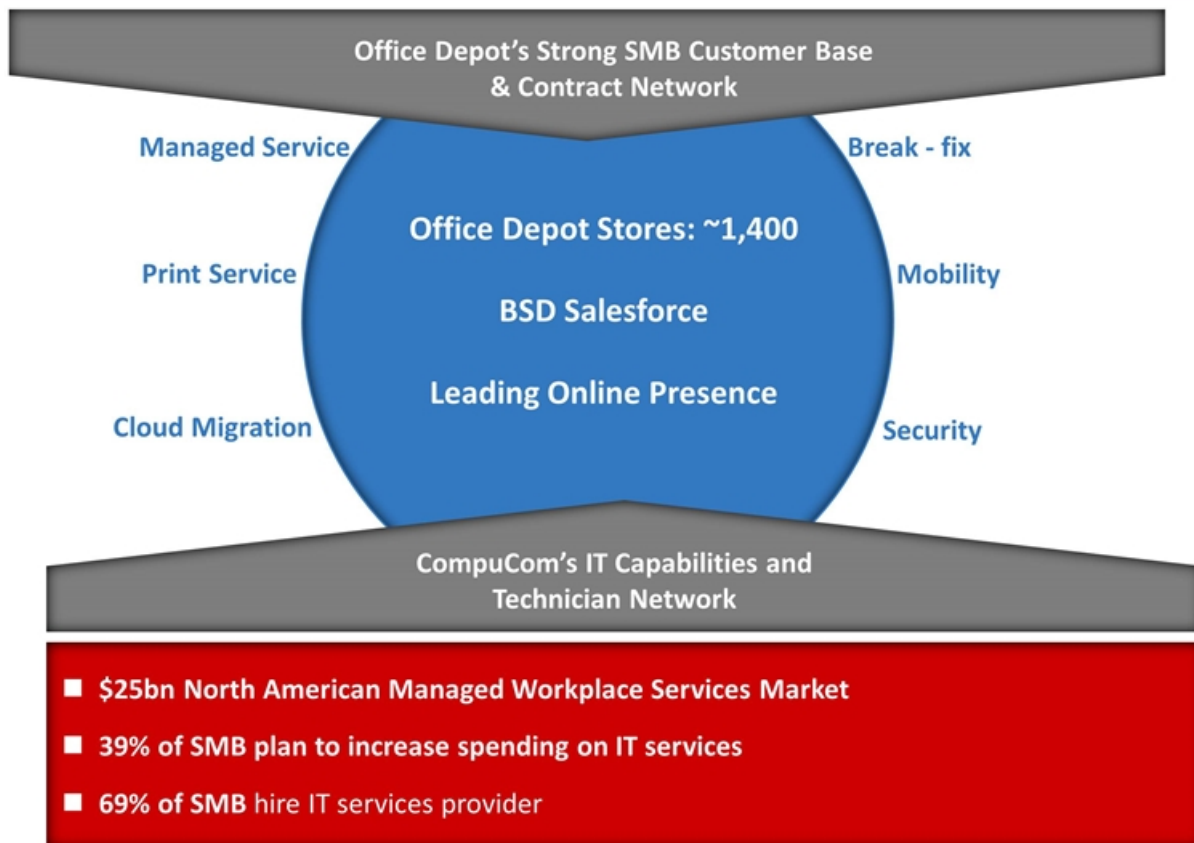 Office Depot's Strong SMB Customer Base
& Contract Network
Managed Service
Break - fix
Office Depot Stores: ~1,400
Print Service
Mobility
BSD Salesforce
Leading Online Presence
Cloud Migration
Security
CompuCom's IT Capabilities and
Technician Network
■ $25bn North American Managed Workplace Services Market
■ 39% of SMB plan to increase spending on IT services
■ 69% of SMB hire IT services provider